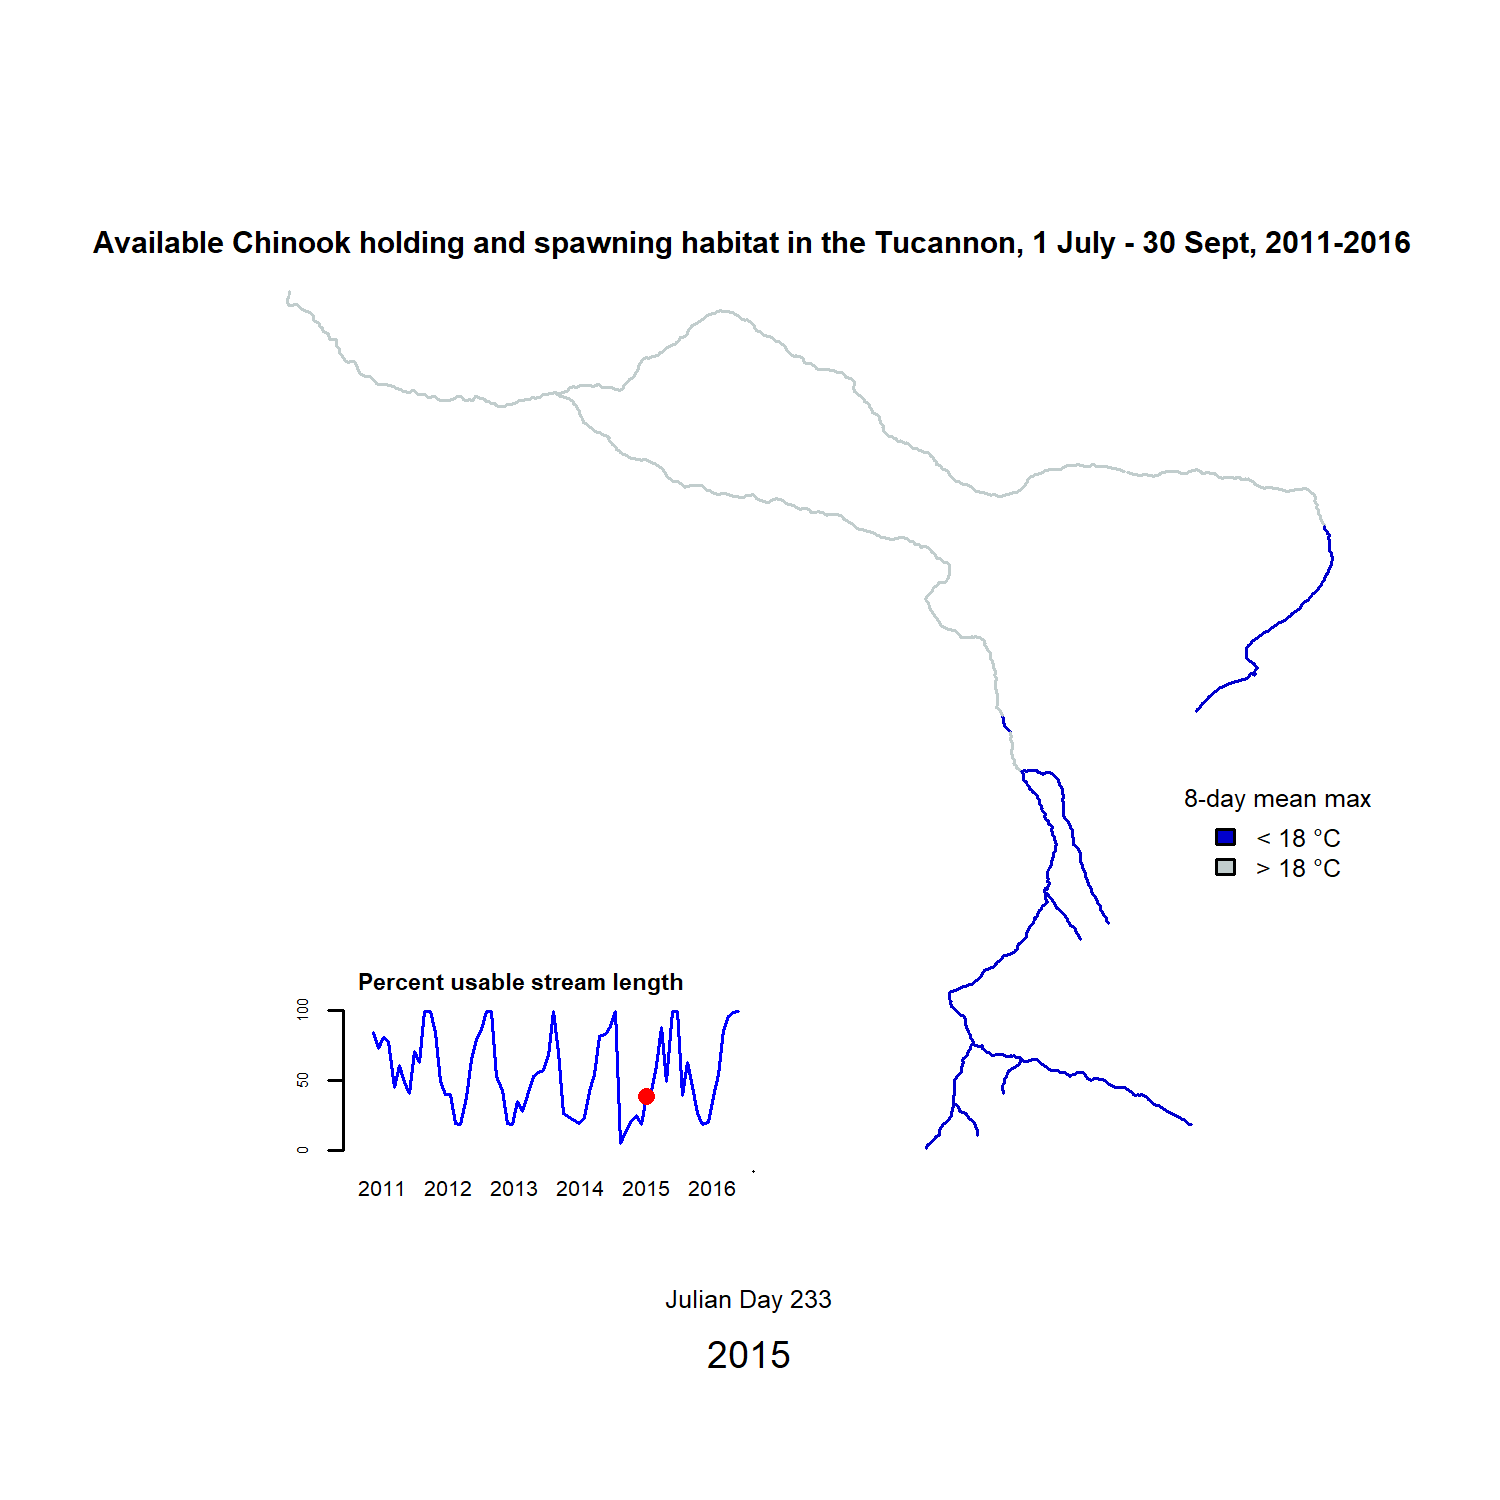 Available Chinook holding and spawning habitat in the Tucannon, 1 July - 30 Sept, 2011-2016
8-day mean max
< 18 °C
> 18 °C
Percent usable stream length
100
50
0
2011 2012 2013 2014 2015 2016
Julian Day 233
2015